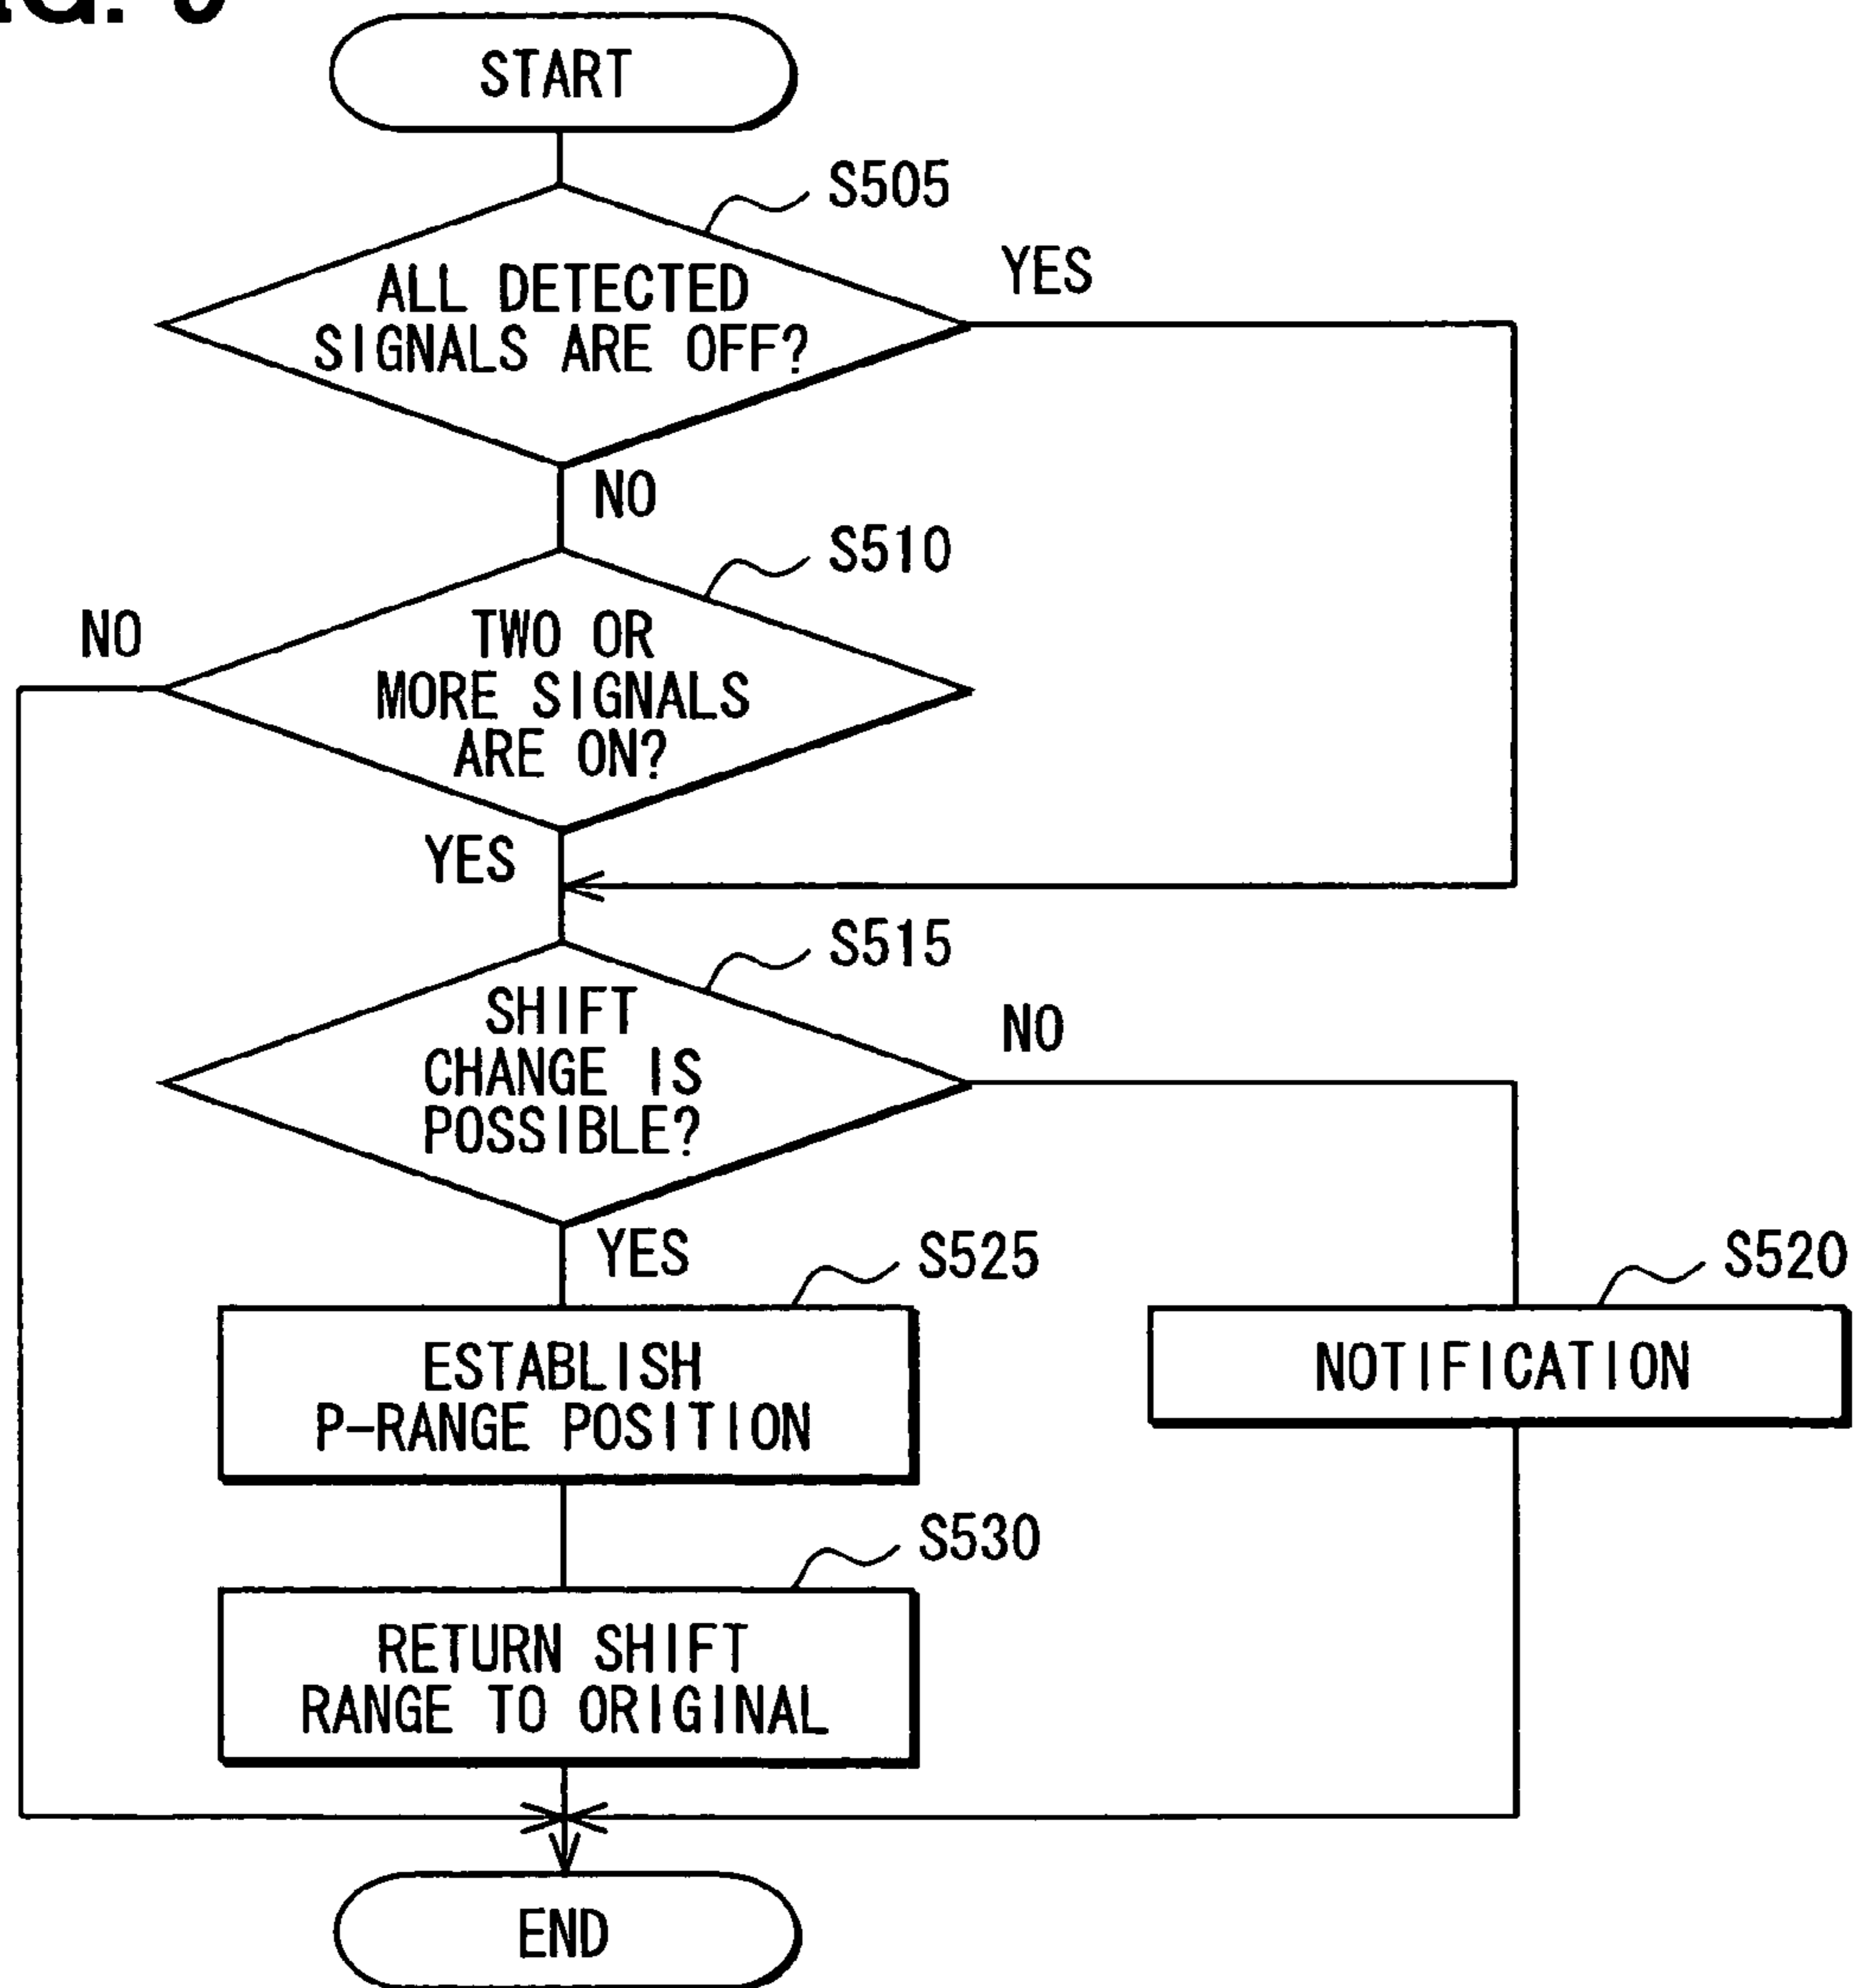 START
S505
YES
ALL DETECTED
SIGNALS ARE OFF?
NO
S510
NO
TWO OR
MORE SIGNALS
ARE ON?
YES
S515
SHIFT
CHANGE IS
POSSIBLE?
NO
YES
S525
S520
ESTABLISH
P-RANGE POSITION
NOTIFICATION
S530
RETURN SHIFT
RANGE TO ORIGINAL
END